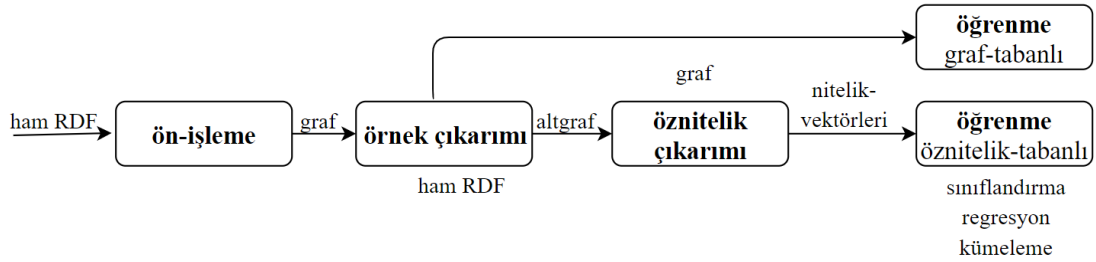 öğrenme
graf-tabanlı
graf
ham RDF
ön-işleme
graf
örnek çıkarımı
altgraf
öznitelik
çıkarımı
nitelik-
vektörleri
öğrenme
öznitelik-tabanlı
ham RDF
sınıflandırma
regresyon
kümeleme